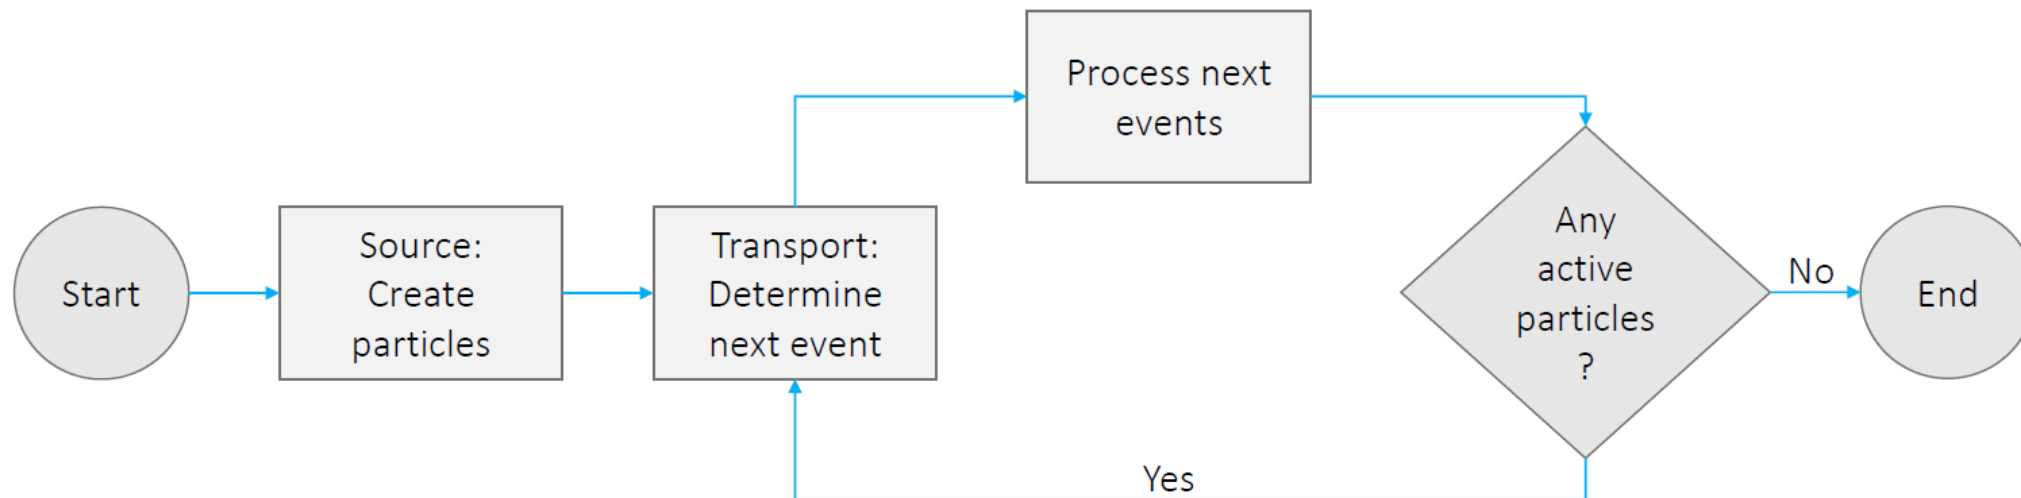 Start
Source:
Create
particles
Transport:
Determine
next event
Process next
events
Any
active
particles
?
No
End
Yes